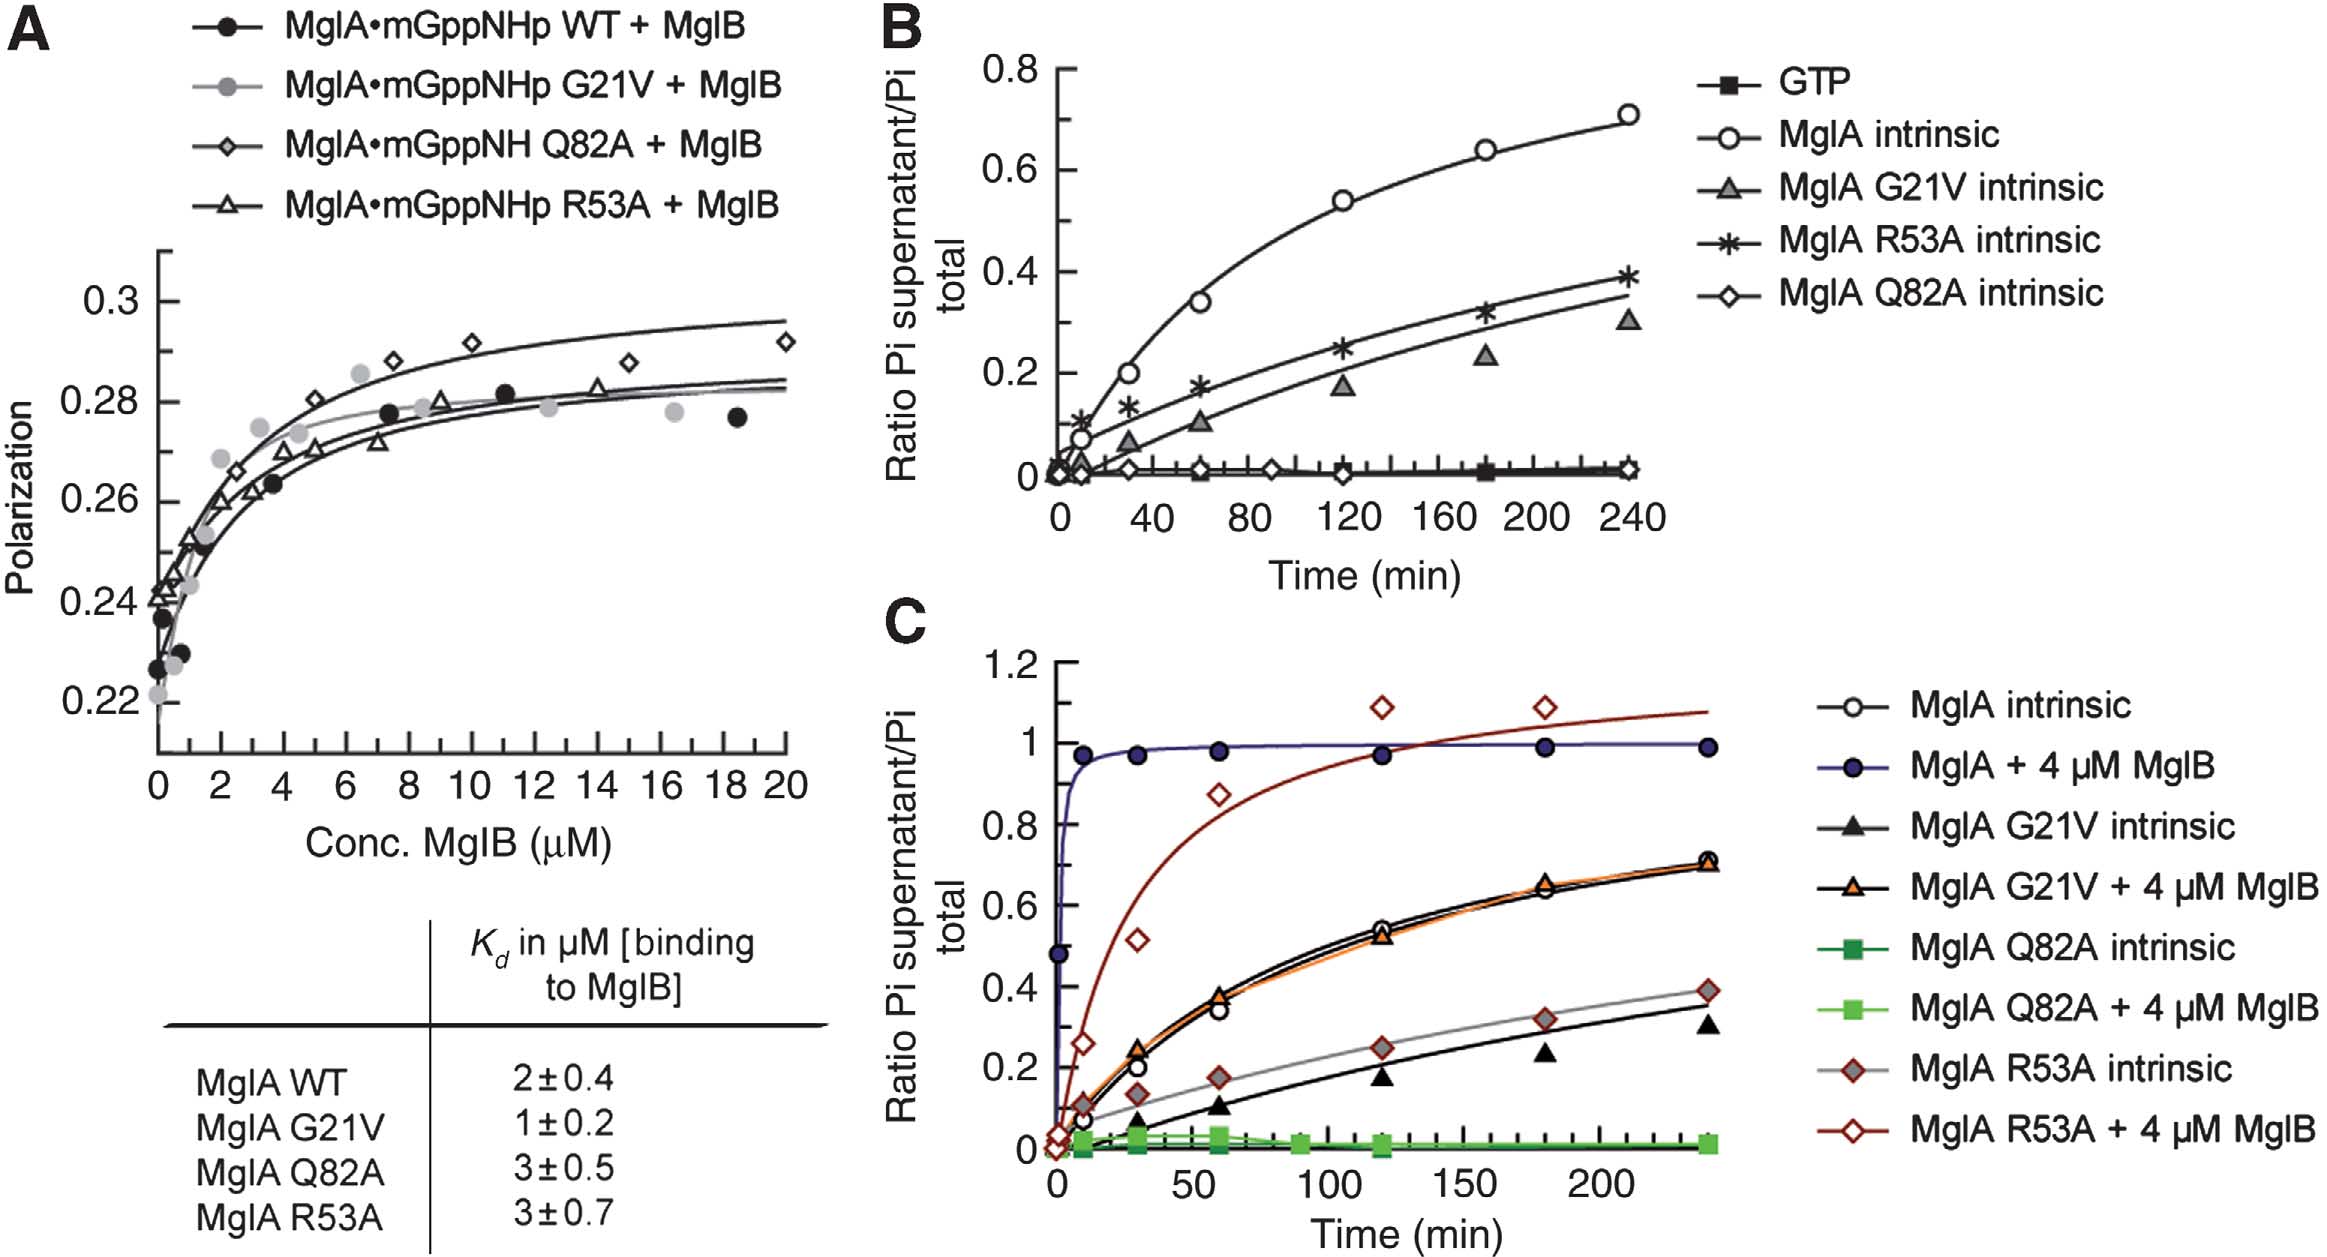 A
MglA•mGppNHp WT + MglB
MglA•mGppNHp G21V + MglB
MglA•mGppNH Q82A + MglB
MglA•mGppNHp R53A + MglB
Polarization
0.3
0.28
0.26
0.24
0.22
0 2 4 6 8 10 12 14 16 18 20
Conc. MglB (μM)
Kd in μM [binding
to MglB]
MglA WT 2±0.4
MglA G21V 1±0.2
MglA Q82A 3±0.5
MglA R53A 3±0.7
B
Ratio Pi supernatant/Pi
total
0.8
0.6
0.4
0.2
0
0 40 80 120 160 200 240
Time (min)
GTP
MglA intrinsic
MglA G21V intrinsic
MglA R53A intrinsic
MglA Q82A intrinsic
C
Ratio Pi supernatant/Pi
total
1.2
1
0.8
0.6
0.4
0.2
0
0 50 100 150 200
Time (min)
MglA intrinsic
MglA + 4 μM MglB
MglA G21V intrinsic
MglA G21V + 4 μM MglB
MglA Q82A intrinsic
MglA Q82A + 4 μM MglB
MglA R53A intrinsic
MglA R53A + 4 μM MglB